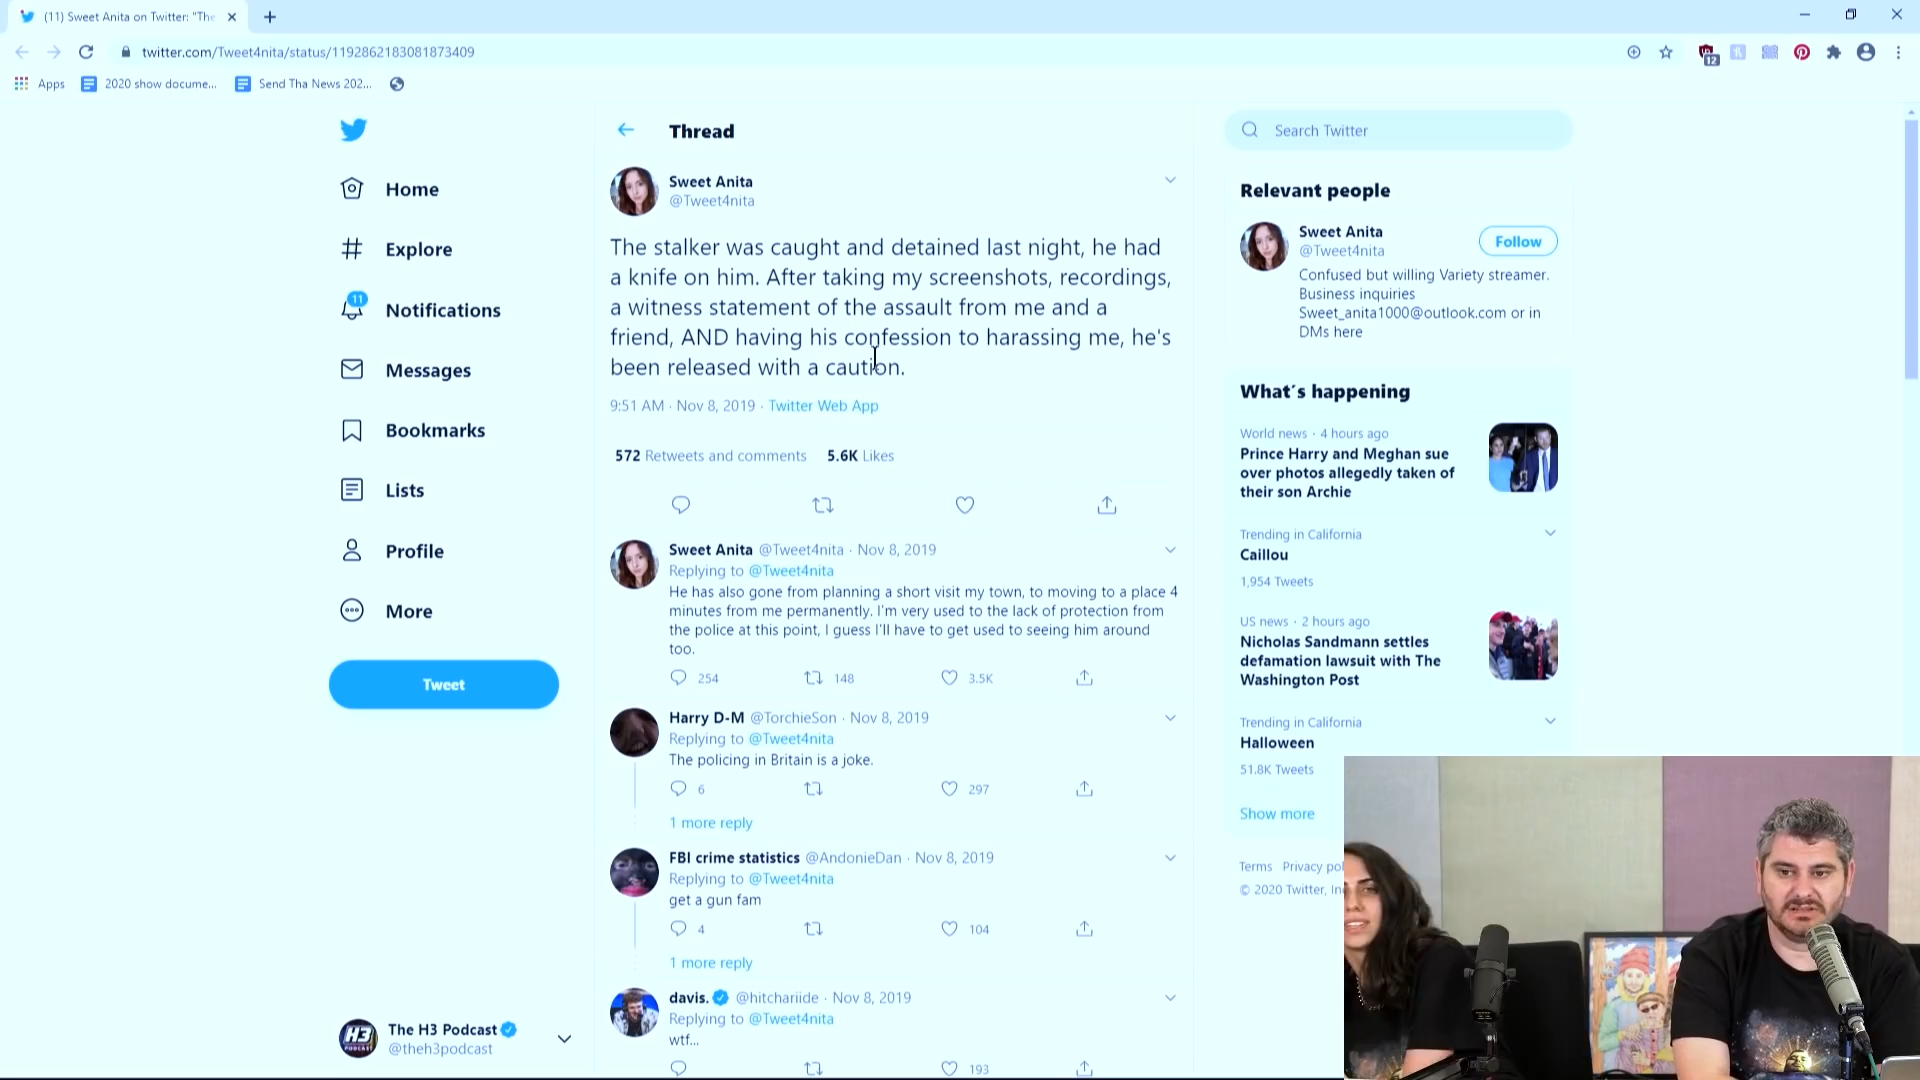 (11) Sweet Anita on Twitter: "The
twitter.com/Tweet4nita/status/1192862183081873409
12
Apps
2020 show docume...
Send Tha News 202...
Home
Explore
11
Notifications
Messages
Bookmarks
Lists
Profile
More
Tweet
H3
PODCAST
The H3 Podcast
@theh3podcast
Thread
Sweet Anita
@Tweet4nita
The stalker was caught and detained last night, he had
a knife on him. After taking my screenshots, recordings,
a witness statement of the assault from me and a
friend, AND having his confession to harassing me, he's
been released with a caution.
9:51 AM · Nov 8, 2019 · Twitter Web App
572 Retweets and comments 5.6K Likes
Sweet Anita @Tweet4nita · Nov 8, 2019
Replying to @Tweet4nita
He has also gone from planning a short visit my town, to moving to a place 4
minutes from me permanently. I'm very used to the lack of protection from
the police at this point, I guess I'll have to get used to seeing him around
too.
254 148 3.5K
Harry D-M @TorchieSon · Nov 8, 2019
Replying to @Tweet4nita
The policing in Britain is a joke.
6 297
1 more reply
FBI crime statistics @AndonieDan · Nov 8, 2019
Replying to @Tweet4nita
get a gun fam
4 104
1 more reply
davis. @hitchariide · Nov 8, 2019
Replying to @Tweet4nita
wtf...
193
Search Twitter
Relevant people
Sweet Anita
@Tweet4nita
Follow
Confused but willing Variety streamer.
Business inquiries
Sweet_anita1000@outlook.com or in
DMs here
What's happening
World news · 4 hours ago
Prince Harry and Meghan sue
over photos allegedly taken of
their son Archie
Trending in California
Caillou
1,954 Tweets
US news · 2 hours ago
Nicholas Sandmann settles
defamation lawsuit with The
Washington Post
Trending in California
Halloween
51.8K Tweets
Show more
Terms Privacy pol
© 2020 Twitter, In